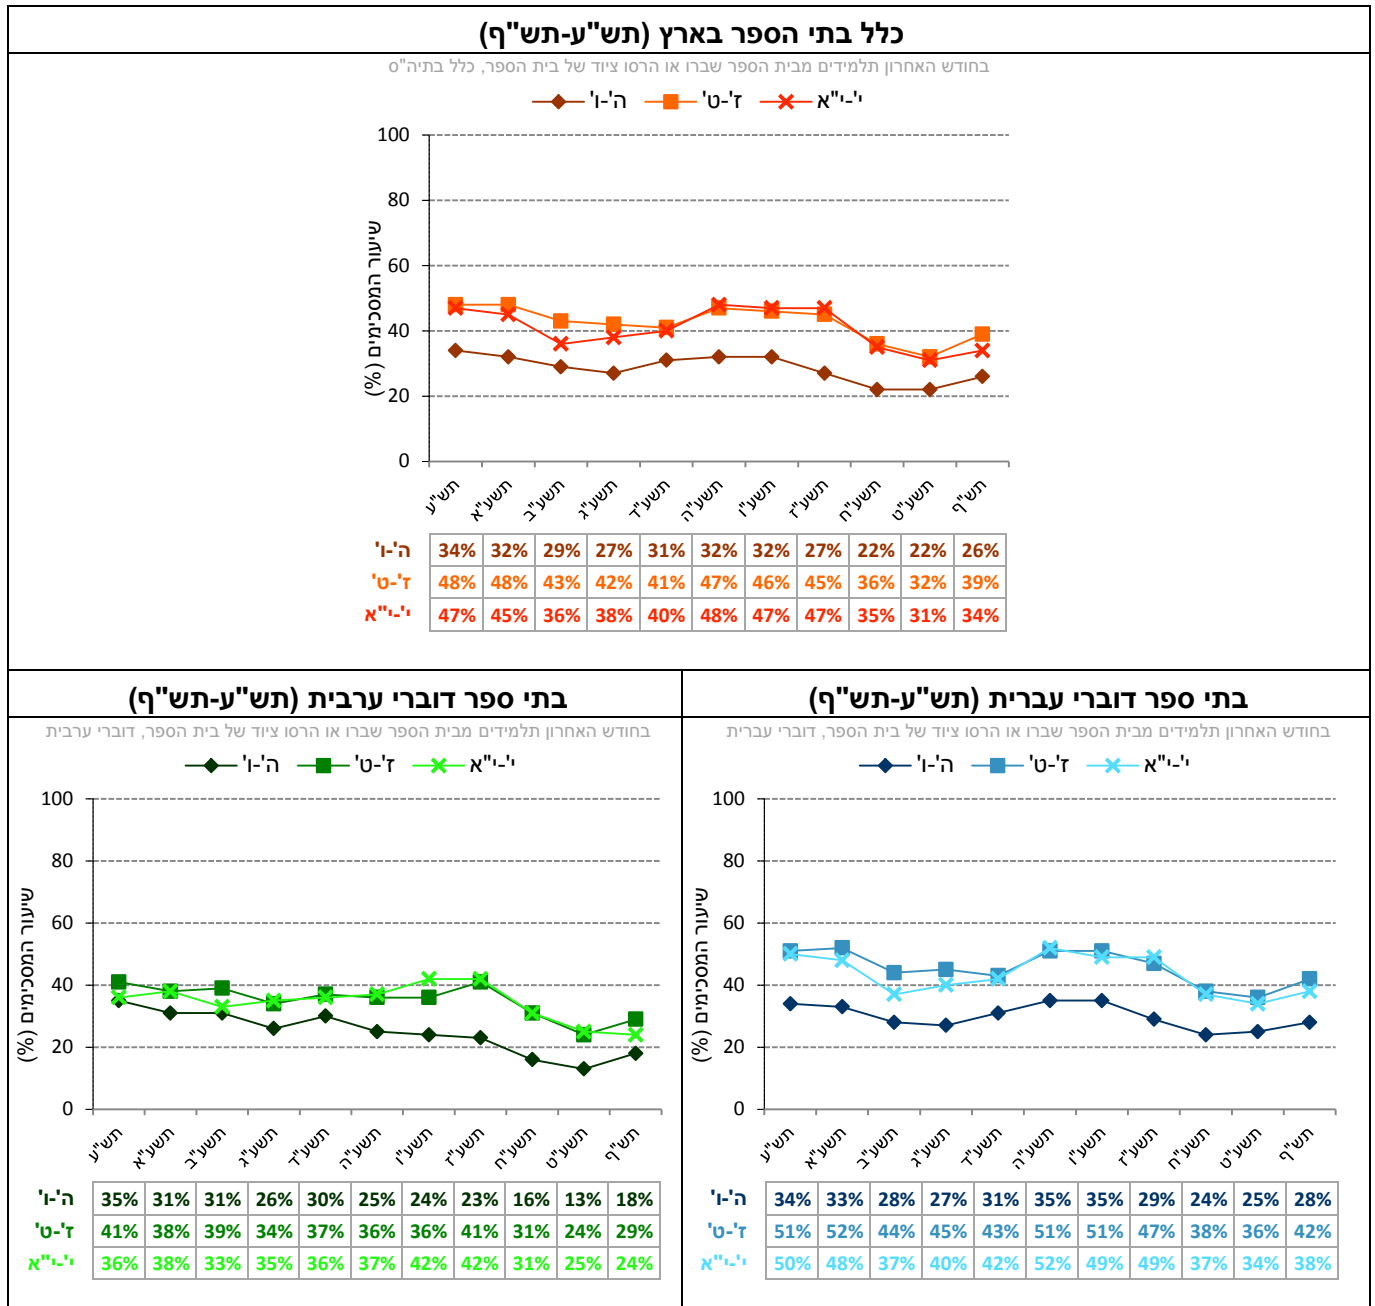 כלל בתי הספר בארץ (תש"ע-תש"ף)
בחודש האחרון תלמידים מבית הספר שברו או הרסו ציוד של בית הספר, כלל בתיה"ס
ה'-ו' ז'-ט' י'-י"א
שיעור המסכימים (%)
100
80
60
40
20
0
תש"ע תשע"א תשע"ב תשע"ג תשע"ד תשע"ה תשע"ו תשע"ז תשע"ח תשע"ט תש"ף
ה'-ו' 34% 32% 29% 27% 31% 32% 32% 27% 22% 22% 26%
ז'-ט' 48% 48% 43% 42% 41% 47% 46% 45% 36% 32% 39%
י'-י"א 47% 45% 36% 38% 40% 48% 47% 47% 35% 31% 34%
בתי ספר דוברי עברית (תש"ע-תש"ף)
בחודש האחרון תלמידים מבית הספר שברו או הרסו ציוד של בית הספר, דוברי עברית
ה'-ו' ז'-ט' י'-י"א
שיעור המסכימים (%)
100
80
60
40
20
0
תש"ע תשע"א תשע"ב תשע"ג תשע"ד תשע"ה תשע"ו תשע"ז תשע"ח תשע"ט תש"ף
ה'-ו' 34% 33% 28% 27% 31% 35% 35% 29% 24% 25% 28%
ז'-ט' 51% 52% 44% 45% 43% 51% 51% 47% 38% 36% 42%
י'-י"א 50% 48% 37% 40% 42% 52% 49% 49% 37% 34% 38%
בתי ספר דוברי ערבית (תש"ע-תש"ף)
בחודש האחרון תלמידים מבית הספר שברו או הרסו ציוד של בית הספר, דוברי ערבית
ה'-ו' ז'-ט' י'-י"א
שיעור המסכימים (%)
100
80
60
40
20
0
תש"ע תשע"א תשע"ב תשע"ג תשע"ד תשע"ה תשע"ו תשע"ז תשע"ח תשע"ט תש"ף
ה'-ו' 35% 31% 31% 26% 30% 25% 24% 23% 16% 13% 18%
ז'-ט' 41% 38% 39% 34% 37% 36% 36% 41% 31% 24% 29%
י'-י"א 36% 38% 33% 35% 36% 37% 42% 42% 31% 25% 24%